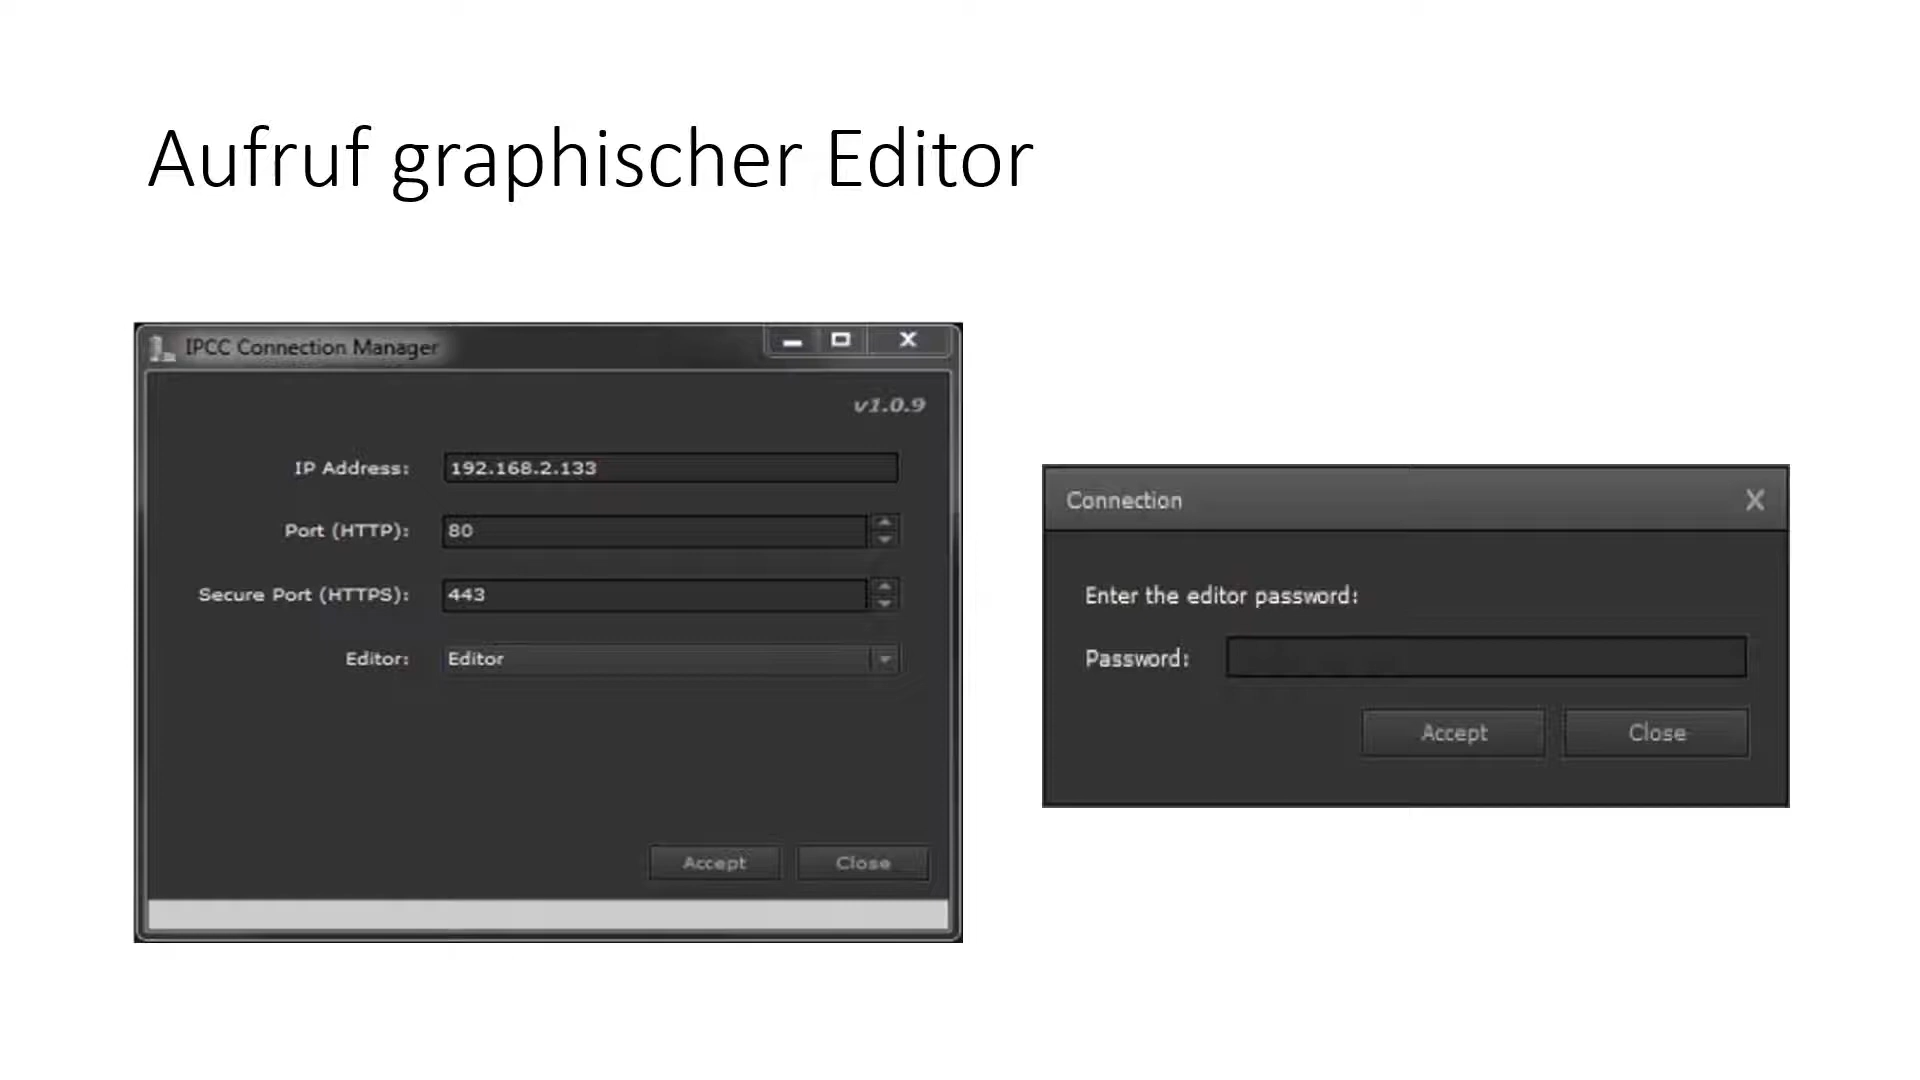 Aufruf graphischer Editor
IPCC Connection Manager
v1.0.9
IP Address: 192.168.2.133
Port (HTTP): 80
Secure Port (HTTPS): 443
Editor: Editor
Accept Close
Connection X
Enter the editor password:
Password:
Accept Close